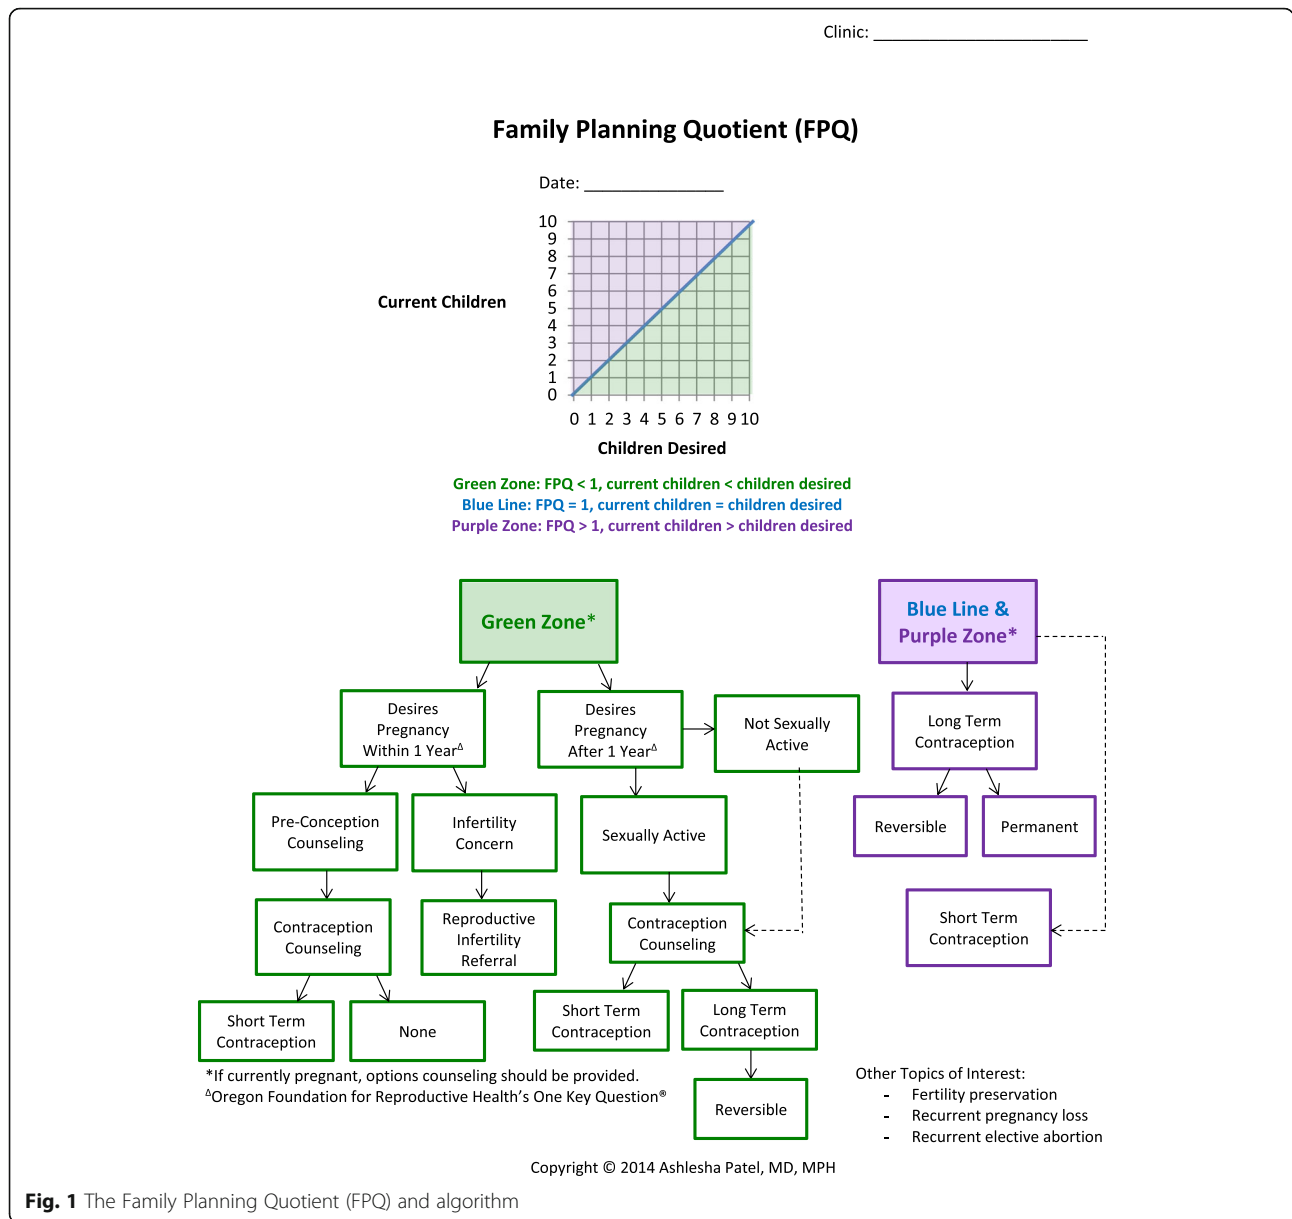 Clinic: ________________________
Family Planning Quotient (FPQ)
Date: ________________
10
9
8
7
6
5
4
3
2
1
0
Current Children
0 1 2 3 4 5 6 7 8 9 10
Children Desired
Green Zone: FPQ < 1, current children < children desired
Blue Line: FPQ = 1, current children = children desired
Purple Zone: FPQ > 1, current children > children desired
Green Zone*
Blue Line &
Purple Zone*
Desires
Pregnancy
Within 1 Year^Δ
Desires
Pregnancy
After 1 Year^Δ
Not Sexually
Active
Long Term
Contraception
Pre-Conception
Counseling
Infertility
Concern
Sexually Active
Reversible
Permanent
Contraception
Counseling
Reproductive
Infertility
Referral
Contraception
Counseling
Short Term
Contraception
Short Term
Contraception
None
Short Term
Contraception
Long Term
Contraception
Reversible
*If currently pregnant, options counseling should be provided.
^ΔOregon Foundation for Reproductive Health's One Key Question®
Other Topics of Interest:
- Fertility preservation
- Recurrent pregnancy loss
- Recurrent elective abortion
Copyright © 2014 Ashlesha Patel, MD, MPH
Fig. 1 The Family Planning Quotient (FPQ) and algorithm